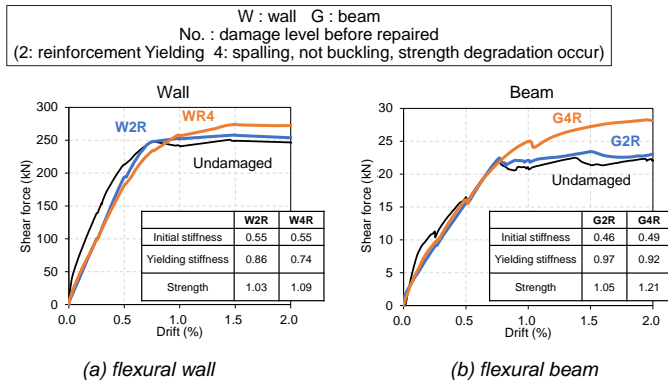 W : wall G : beam
No. : damage level before repaired
(2: reinforcement Yielding 4: spalling, not buckling, strength degradation occur)
Wall
Shear force (kN)
300
250
200
150
100
50
0
W2R
WR4
Undamaged
W2R W4R
Initial stiffness 0.55 0.55
Yielding stiffness 0.86 0.74
Strength 1.03 1.09
0.0 0.5 1.0 1.5 2.0
Drift (%)
(a) flexural wall
Beam
Shear force (kN)
30
25
20
15
10
5
0
G4R
G2R
Undamaged
G2R G4R
Initial stiffness 0.46 0.49
Yielding stiffness 0.97 0.92
Strength 1.05 1.21
0.0 0.5 1.0 1.5 2.0
Drift (%)
(b) flexural beam